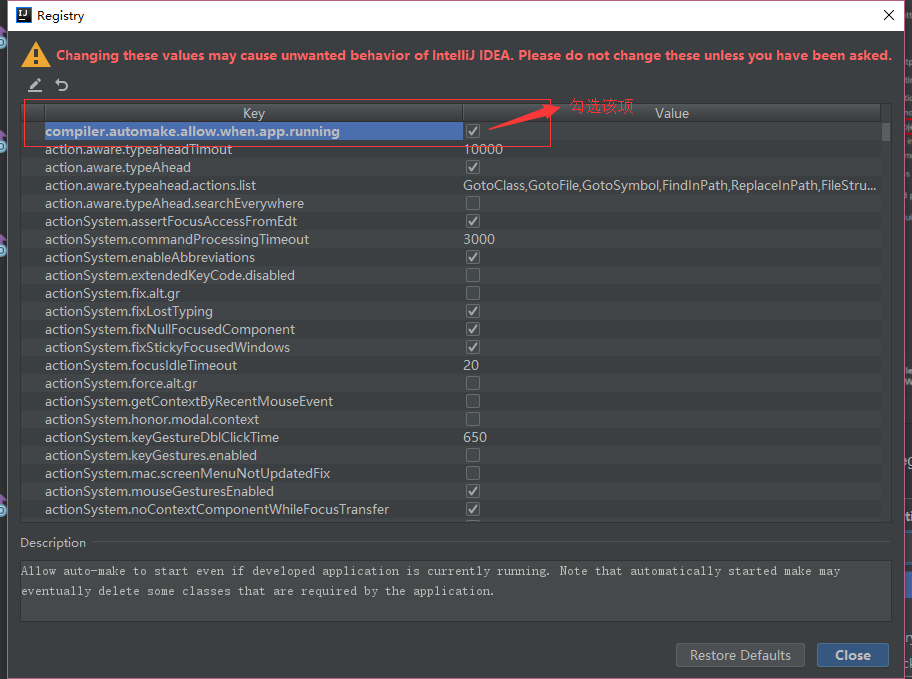 Registry
Changing these values may cause unwanted behavior of IntelliJ IDEA. Please do not change these unless you have been asked.
Key Value
勾选该项
compiler.automake.allow.when.app.running
action.aware.typeaheadTimout 10000
action.aware.typeAhead
action.aware.typeahead.actions.list GotoClass,GotoFile,GotoSymbol,FindInPath,ReplaceInPath,FileStru...
action.aware.typeAhead.searchEverywhere
actionSystem.assertFocusAccessFromEdt
actionSystem.commandProcessingTimeout 3000
actionSystem.enableAbbreviations
actionSystem.extendedKeyCode.disabled
actionSystem.fix.alt.gr
actionSystem.fixLostTyping
actionSystem.fixNullFocusedComponent
actionSystem.fixStickyFocusedWindows
actionSystem.focusIdleTimeout 20
actionSystem.force.alt.gr
actionSystem.getContextByRecentMouseEvent
actionSystem.honor.modal.context
actionSystem.keyGestureDblClickTime 650
actionSystem.keyGestures.enabled
actionSystem.mac.screenMenuNotUpdatedFix
actionSystem.mouseGesturesEnabled
actionSystem.noContextComponentWhileFocusTransfer
Description
Allow auto-make to start even if developed application is currently running. Note that automatically started make may
eventually delete some classes that are required by the application.
Restore Defaults Close